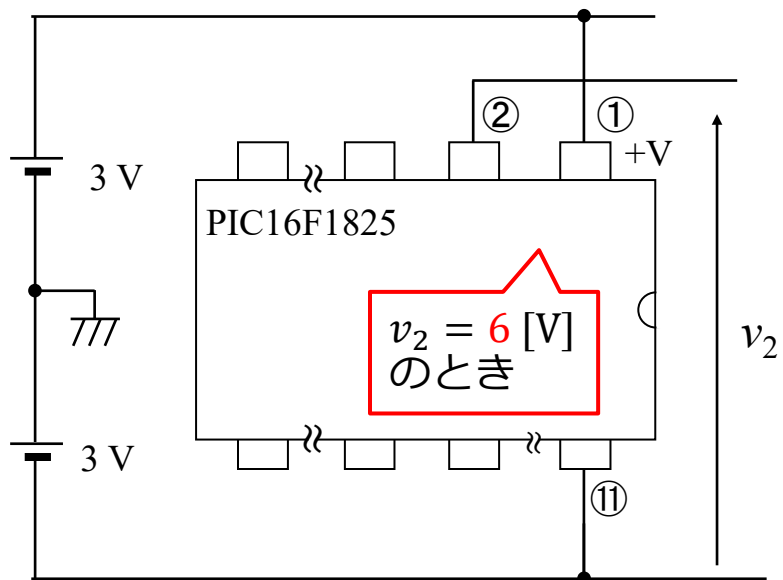 ② ①
+V
3 V
PIC16F1825
v₂ = 6 [V]
のとき
v₂
3 V
⑪